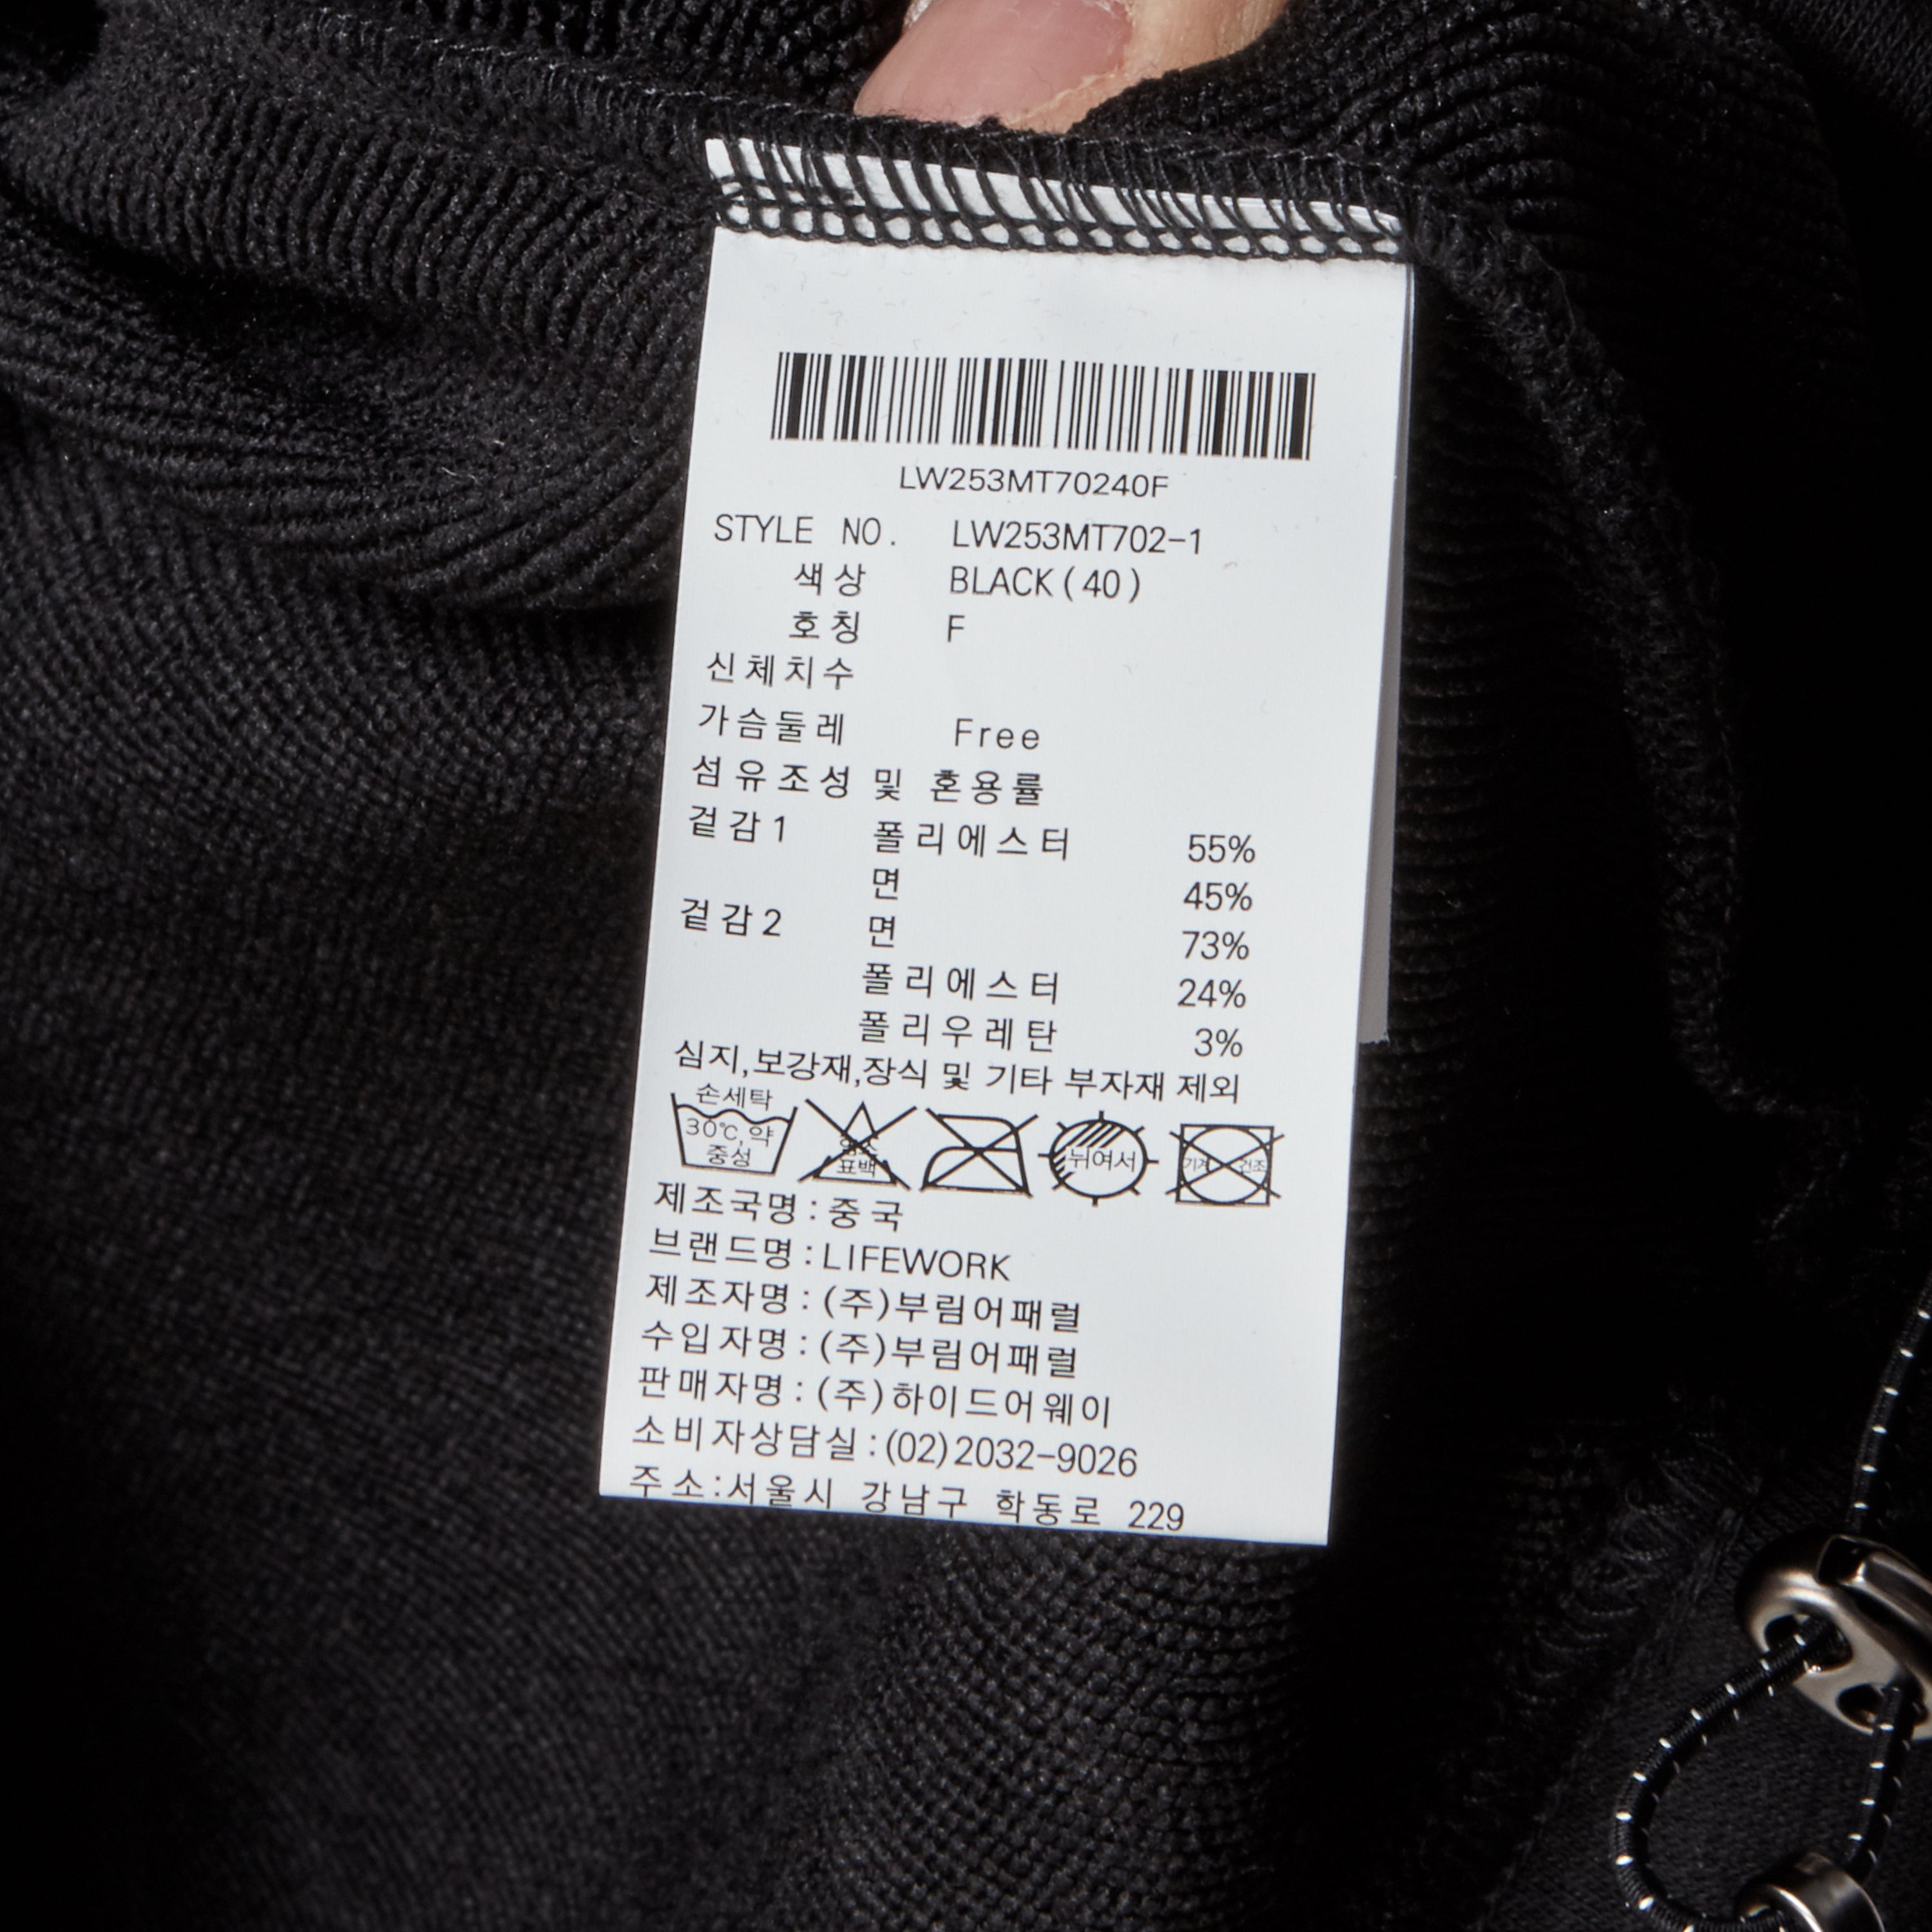 LW253MT70240F
STYLE NO. LW253MT702-1
색상 BLACK(40)
호칭 F
신체치수
가슴둘레 Free
섬유조성 및 혼용률
겉감1 폴리에스터 55%
면 45%
겉감2 면 73%
폴리에스터 24%
폴리우레탄 3%
심지,보강재,장식 및 기타 부자재 제외
손세탁
30℃,약
중성
염소
표백
뉘여서
기계 건조
제조국명:중국
브랜드명:LIFEWORK
제조자명:(주)부림어패럴
수입자명:(주)부림어패럴
판매자명:(주)하이드어웨이
소비자상담실:(02)2032-9026
주소:서울시 강남구 학동로 229